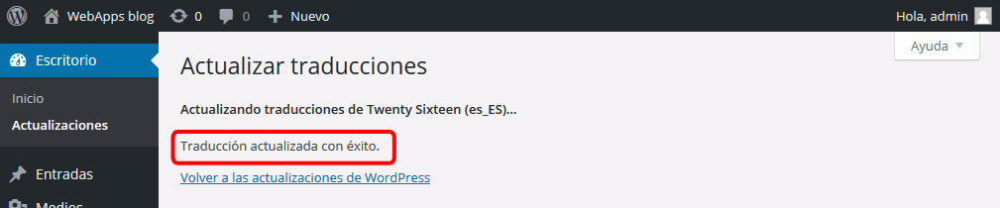 WebApps blog 0 0 Nuevo Hola, admin
Escritorio
Ayuda
Actualizar traducciones
Inicio
Actualizando traducciones de Twenty Sixteen (es_ES)...
Actualizaciones
Traducción actualizada con éxito.
Entradas
Volver a las actualizaciones de WordPress
Medios